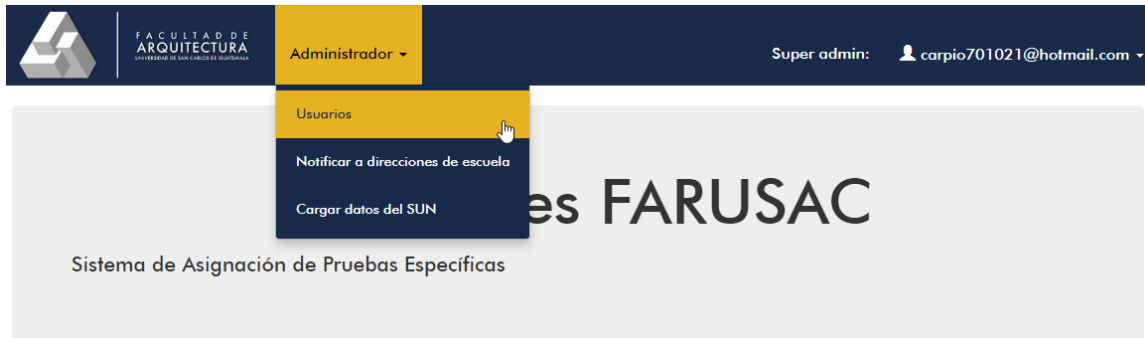 FACULTAD DE
ARQUITECTURA
UNIVERSIDAD DE SAN CARLOS DE GUATEMALA
Administrador
Super admin:
carpio701021@hotmail.com
Usuarios
Notificar a direcciones de escuela
Cargar datos del SUN
es FARUSAC
Sistema de Asignación de Pruebas Específicas